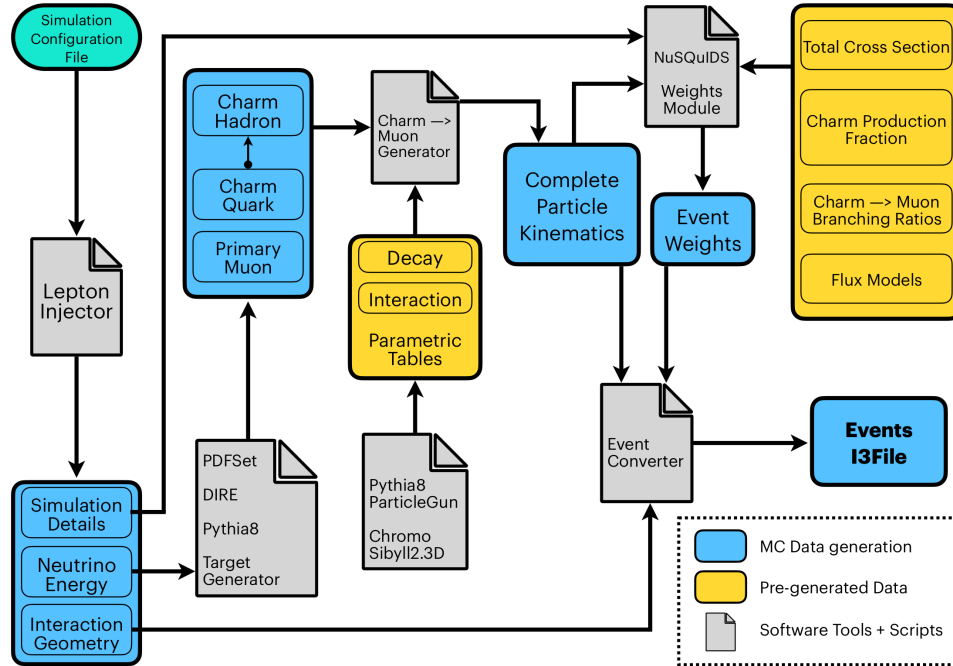 Simulation
Configuration
File
Lepton
Injector
Simulation
Details
Neutrino
Energy
Interaction
Geometry
Charm
Hadron
Charm
Quark
Primary
Muon
PDFSet
DIRE
Pythia8
Target
Generator
Charm —>
Muon
Generator
Decay
Interaction
Parametric
Tables
Pythia8
ParticleGun
Chromo
Sibyll2.3D
Complete
Particle
Kinematics
NuSQuIDS
Weights
Module
Event
Weights
Total Cross Section
Charm Production
Fraction
Charm —> Muon
Branching Ratios
Flux Models
Event
Converter
Events
I3File
MC Data generation
Pre-generated Data
Software Tools + Scripts